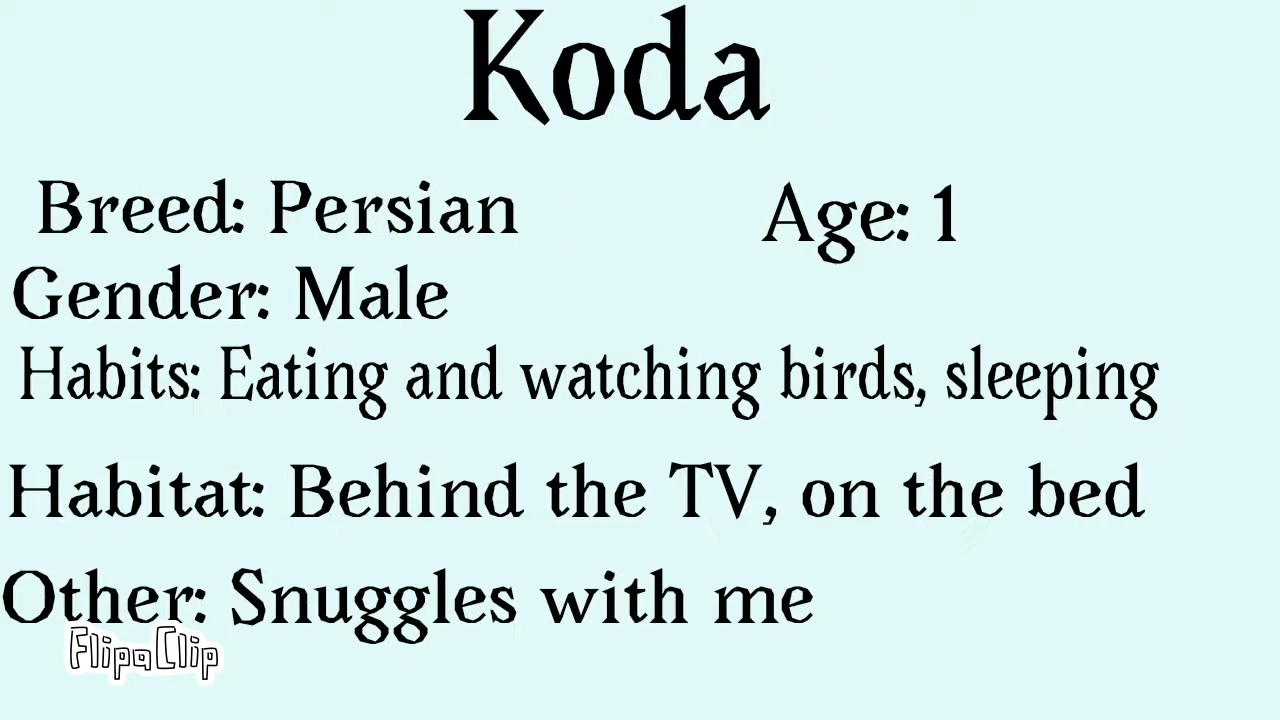 Koda
Breed: Persian
Age: 1
Gender: Male
Habits: Eating and watching birds, sleeping
Habitat: Behind the TV, on the bed
Other: Snuggles with me
FlipaClip